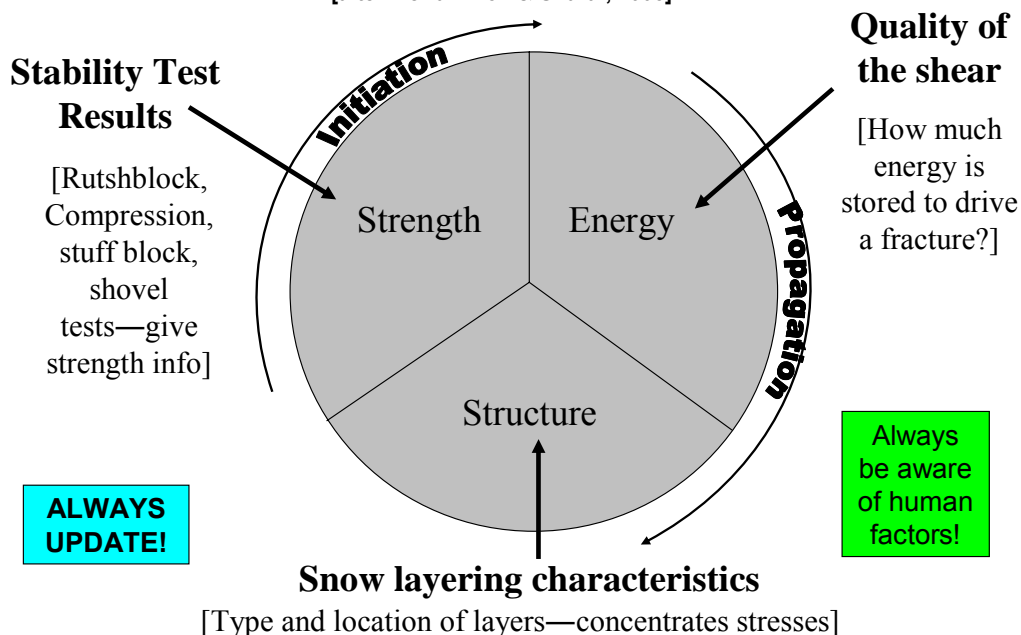 Stability Test
Results
[Rutshblock,
Compression,
stuff block,
shovel
tests—give
strength info]
Initiation
Strength
Energy
Structure
Propagation
Quality of
the shear
[How much
energy is
stored to drive
a fracture?]
ALWAYS
UPDATE!
Always
be aware
of human
factors!
Snow layering characteristics
[Type and location of layers—concentrates stresses]